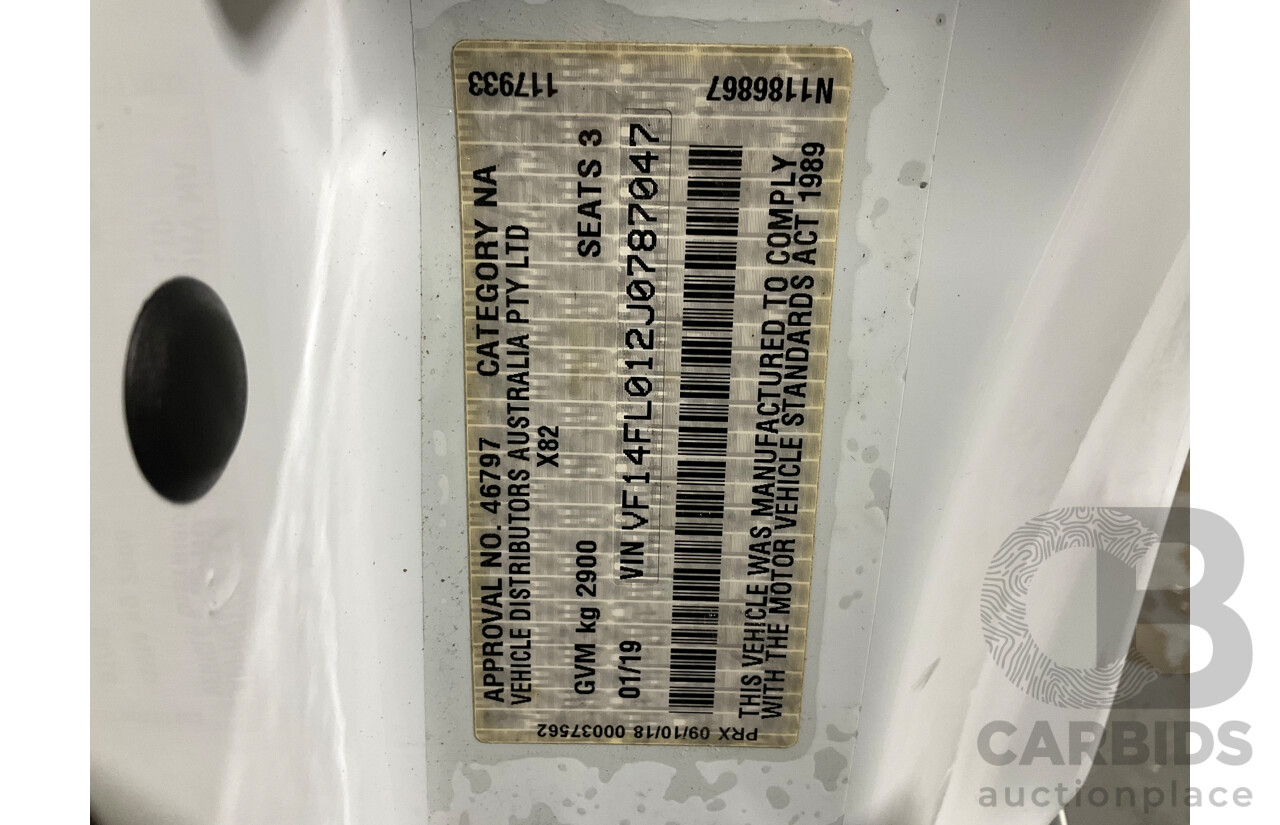 117933
N1186867
APPROVAL NO. 46797 CATEGORY NA
VEHICLE DISTRIBUTORS AUSTRALIA PTY LTD
X82
GVM kg 2900 SEATS 3
01/19 VIN VF14FL012J0787047
THIS VEHICLE WAS MANUFACTURED TO COMPLY
WITH THE MOTOR VEHICLE STANDARDS ACT 1989
PRX 09/10/18 00037562
CB
CARBIDS
auctionplace